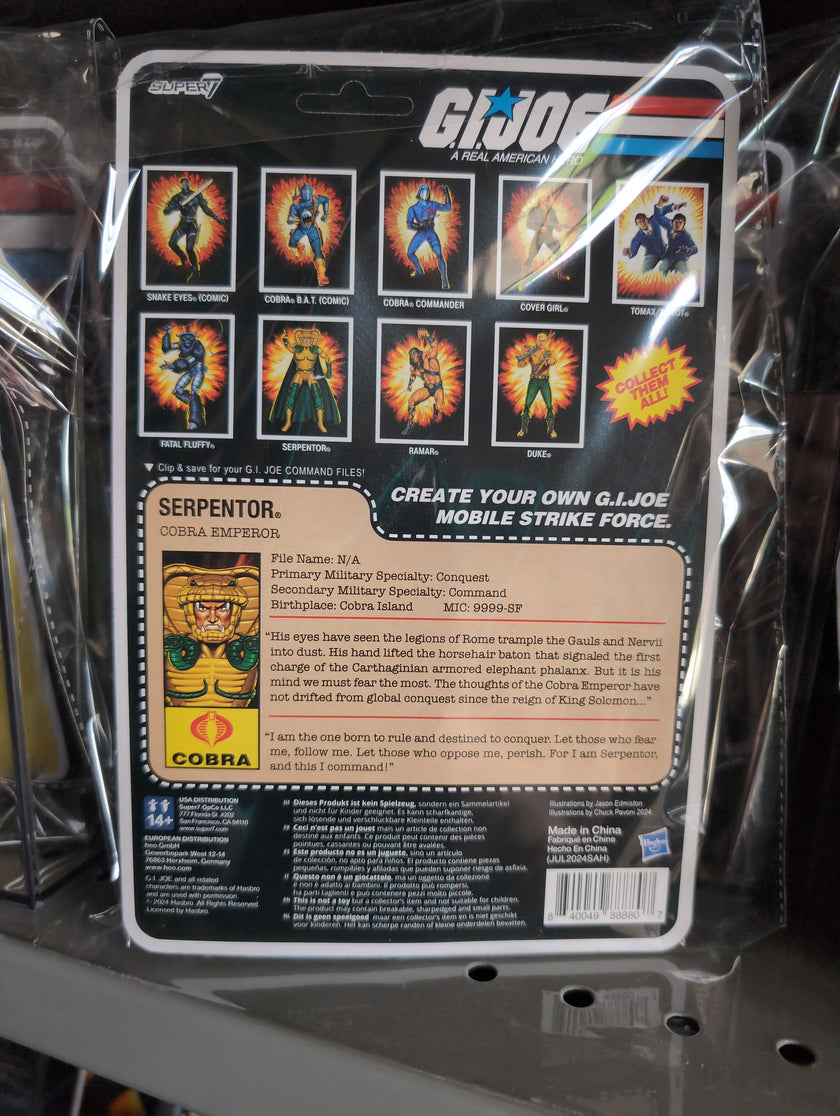 SUPER7
G.I.JOE
A REAL AMERICAN HERO
SNAKE EYES® (COMIC)
COBRA® B.A.T. (COMIC)
COBRA® COMMANDER
COVER GIRL®
FATAL FLUFFY®
SERPENTOR®
RAMAR®
DUKE®
COLLECT
THEM
ALL!
▼ Clip & save for your G.I. JOE COMMAND FILES!
CREATE YOUR OWN G.I.JOE
MOBILE STRIKE FORCE.
SERPENTOR®
COBRA EMPEROR
File Name: N/A
Primary Military Specialty: Conquest
Secondary Military Specialty: Command
Birthplace: Cobra Island MIC: 9999-SF
"His eyes have seen the legions of Rome trample the Gauls and Nervii
into dust. His hand lifted the horsehair baton that signaled the first
charge of the Carthaginian armored elephant phalanx. But it is his
mind we must fear the most. The thoughts of the Cobra Emperor have
not drifted from global conquest since the reign of King Solomon..."
COBRA
"I am the one born to rule and destined to conquer. Let those who fear
me, follow me. Let those who oppose me, perish. For I am Serpentor,
and this I command!"
14+
USA DISTRIBUTION
Super7 OpCo LLC
777 Florida St. #202
San Francisco, CA 94110
www.super7.com
EUROPEAN DISTRIBUTION
heo GmbH
Gewerbepark West 12-14
76863 Herxheim, Germany
www.heo.com
G.I. JOE and all related
characters are trademarks of Hasbro
and are used with permission.
© 2024 Hasbro. All Rights Reserved.
Licensed by Hasbro.
DE Dieses Produkt ist kein Spielzeug, sondern ein Sammelartikel
und nicht für Kinder geeignet. Es kann scharfkantige,
sich lösende und verschluckbare Kleinteile enthalten.
FR Ceci n'est pas un jouet mais un article de collection non
destiné aux enfants. Ce produit peut contenir des pièces
pointues, cassantes ou pouvant être avalées.
ES Este producto no es un juguete, sino un artículo
de colección, no apto para niños. El producto contiene piezas
pequeñas, rompibles y afiladas que pueden suponer riesgo de asfixia.
IT Questo non è un giocattolo, ma un oggetto da collezione
e non è adatto ai bambini. Il prodotto può rompersi,
ha parti taglienti e può contenere pezzi molto piccoli.
EN This is not a toy but a collector's item and not suitable for children.
The product may contain breakable, sharpedged and small parts.
NL Dit is geen speelgoed maar een collector's item en is niet geschikt
voor kinderen. Het kan scherpe randen of kleine onderdelen bevatten.
Illustrations by Jason Edmiston
Illustrations by Chuck Pavoni 2024
Made in China
Fabriqué en Chine
Hecho En China
(JUL2024SAH)
Hasbro
8 40049 88880 7